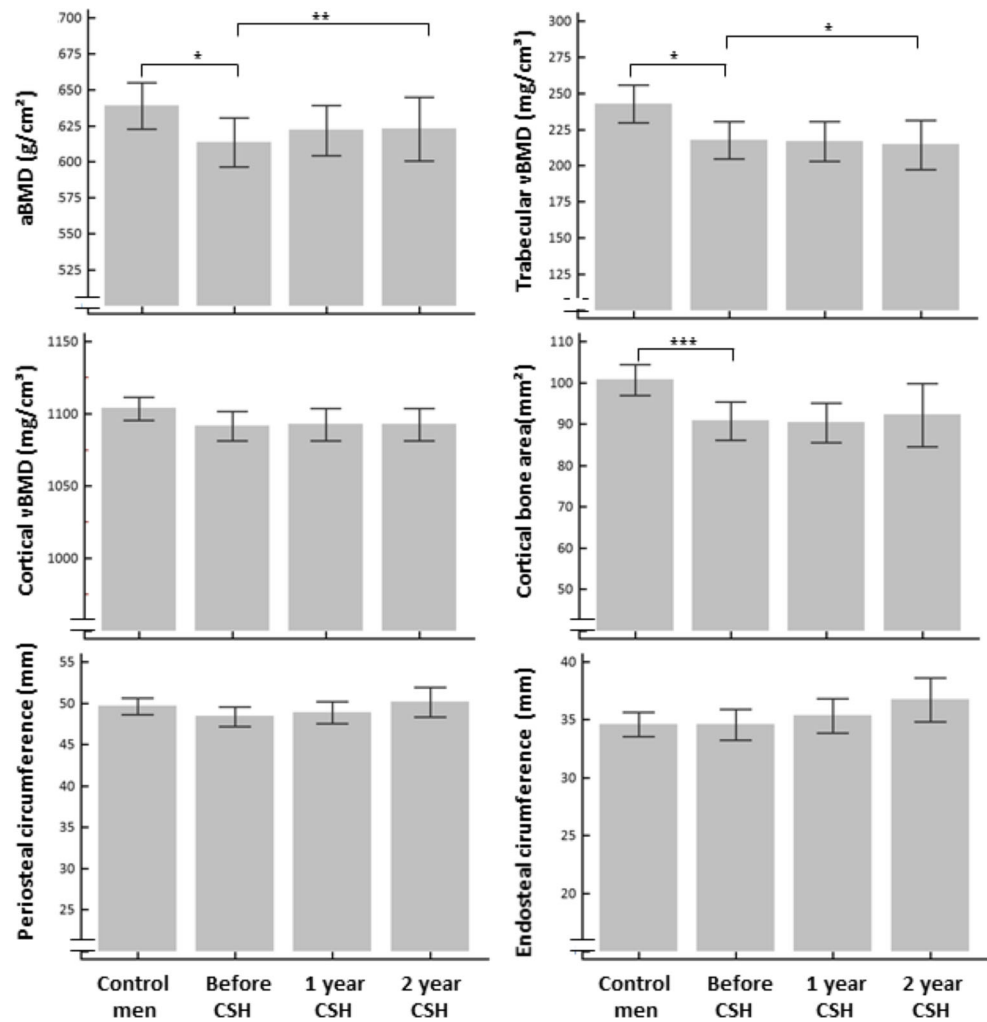 aBMD (g/cm²)
700
675
650
625
600
575
550
525
*
**
Trabecular vBMD (mg/cm³)
300
275
250
225
200
175
150
125
*
*
Cortical vBMD (mg/cm³)
1150
1100
1050
1000
Cortical bone area(mm²)
110
100
90
80
70
60
50
***
Periosteal circumference (mm)
55
50
45
40
35
30
25
Endosteal cirumference (mm)
40
35
30
25
20
Control
men
Before
CSH
1 year
CSH
2 year
CSH
Control
men
Before
CSH
1 year
CSH
2 year
CSH